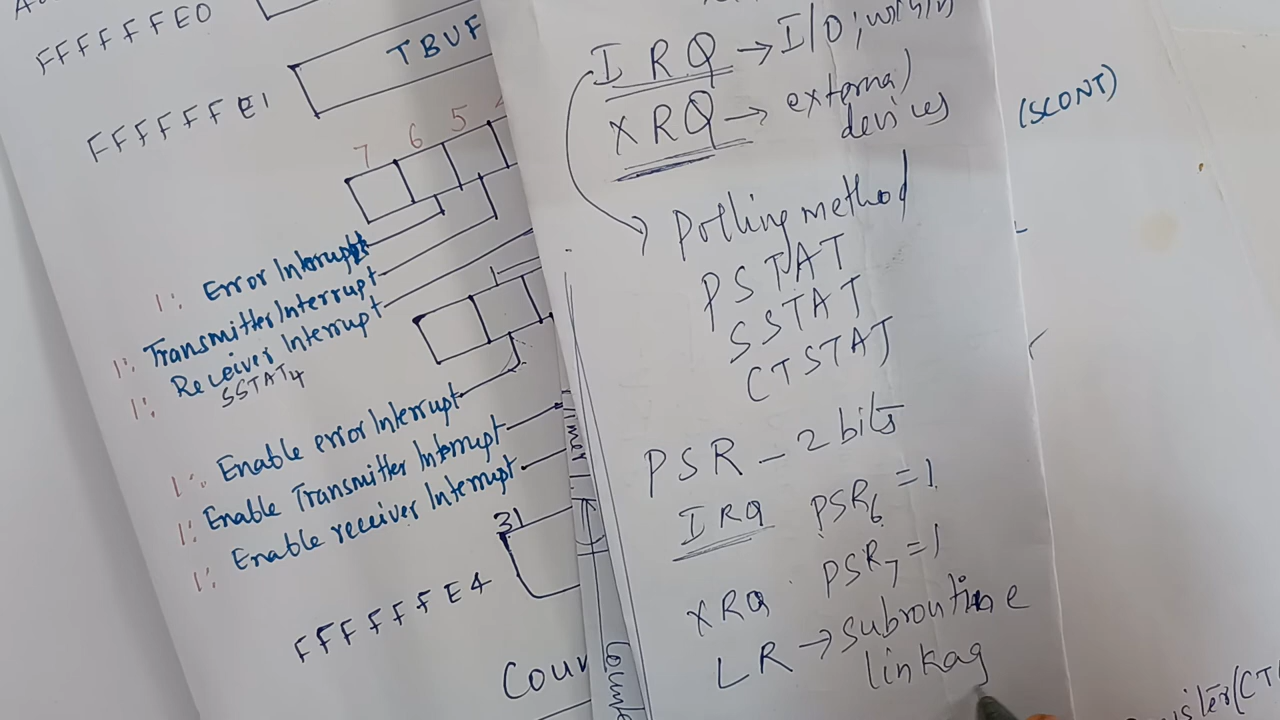 FFFFFFE0
FFFFFFE1
TBUF
7 6 5
1: Error Interrupt
1: Transmitter Interrupt
1: Receiver Interrupt
SSTAT4
1: Enable error Interrupt
1: Enable Transmitter Interrupt
1: Enable receiver Interrupt
31
FFFFFFE4
Coun
IRQ → I/O;
XRQ → external
devices
Polling method
PSTAT
SSTAT
CTSTAT
PSR - 2 bits
IRQ PSR6 = 1
XRQ PSR7 = 1
LR → subroutine
linkag
(SCONT)